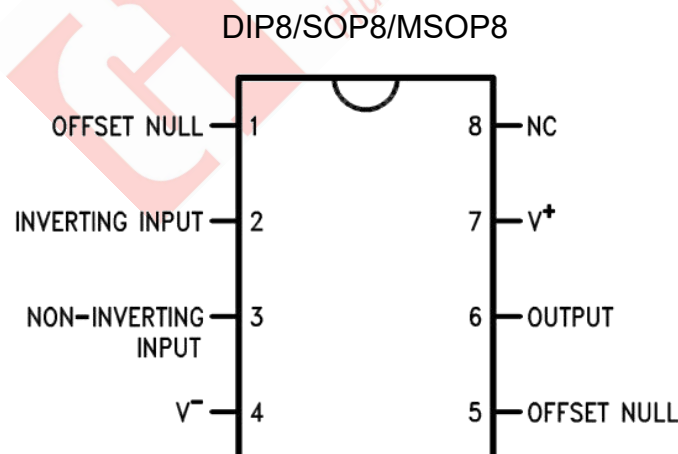 DIP8/SOP8/MSOP8
OFFSET NULL 1 8 NC
INVERTING INPUT 2 7 V+
NON-INVERTING 3 6 OUTPUT
INPUT
V- 4 5 OFFSET NULL